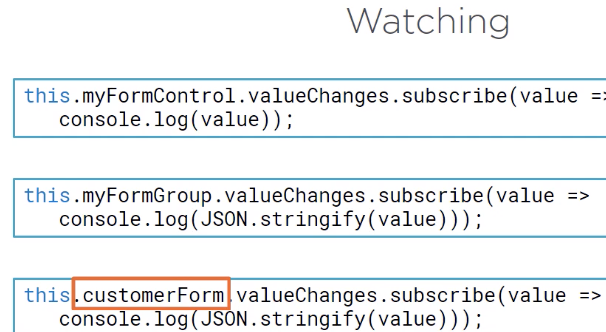 Watching
this.myFormControl.valueChanges.subscribe(value =>
console.log(value));
this.myFormGroup.valueChanges.subscribe(value =>
console.log(JSON.stringify(value)));
this.customerForm.valueChanges.subscribe(value =>
console.log(JSON.stringify(value)));